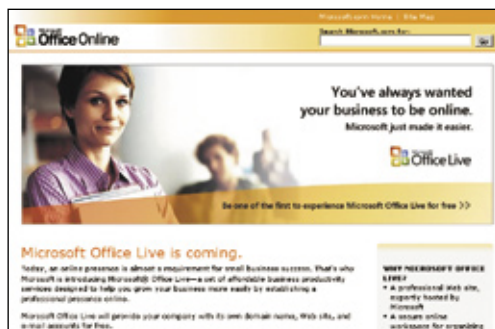 Microsoft.com Home | Site Map
Microsoft
Office Online
Search Microsoft.com for:
Go
You've always wanted
your business to be online.
Microsoft just made it easier.
Microsoft
Office Live
Be one of the first to experience Microsoft Office Live for free >>
Microsoft Office Live is coming.
Today, an online presence is almost a requirement for small business success. That's why
Microsoft is introducing Microsoft® Office Live—a set of affordable business productivity
services designed to help you grow your business more easily by establishing a
professional presence online.
Microsoft Office Live will provide your company with its own domain name, Web site, and
e-mail accounts for free.
WHY MICROSOFT OFFICE
LIVE?
• A professional Web site,
expertly hosted by
Microsoft
• A secure online
workspace for organizing